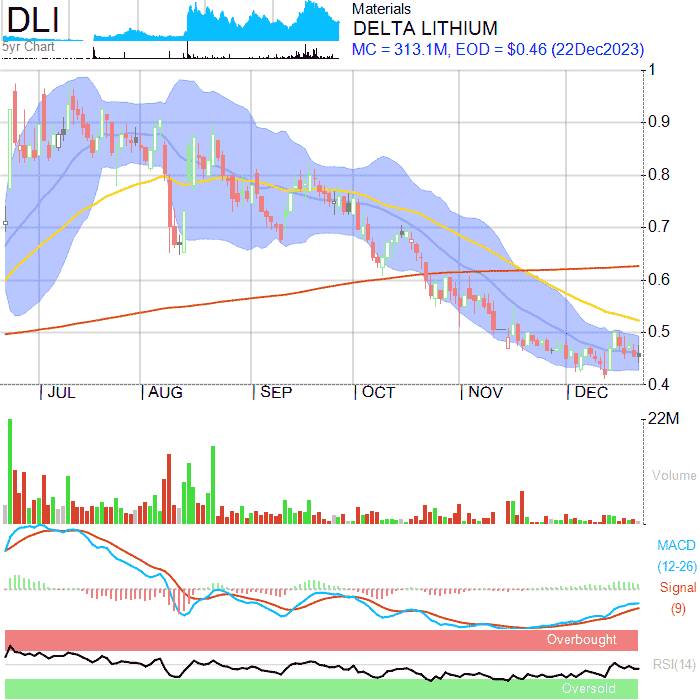 DLI
5yr Chart
Materials
DELTA LITHIUM
MC = 313.1M, EOD = $0.46 (22Dec2023)
1
0.9
0.8
0.7
0.6
0.5
0.4
JUL AUG SEP OCT NOV DEC
22M
Volume
MACD
(12-26)
Signal
(9)
Overbought
RSI(14)
Oversold